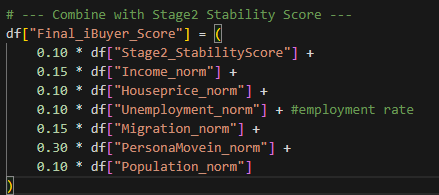 # --- Combine with Stage2 Stability Score ---
df["Final_iBuyer_Score"] = (
    0.10 * df["Stage2_StabilityScore"] +
    0.15 * df["Income_norm"] +
    0.10 * df["Houseprice_norm"] +
    0.10 * df["Unemployment_norm"] + #employment rate
    0.15 * df["Migration_norm"] +
    0.30 * df["PersonaMovein_norm"] +
    0.10 * df["Population_norm"]
)